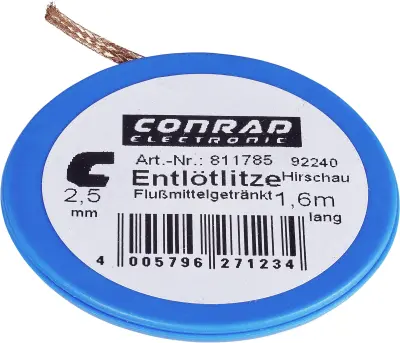 CONRAD
ELECTRONIC
Art.-Nr.: 811785 92240
Entlötlitze Hirschau
2,5 Flußmittelgetränkt 1,6m
mm lang
4 005796 271234